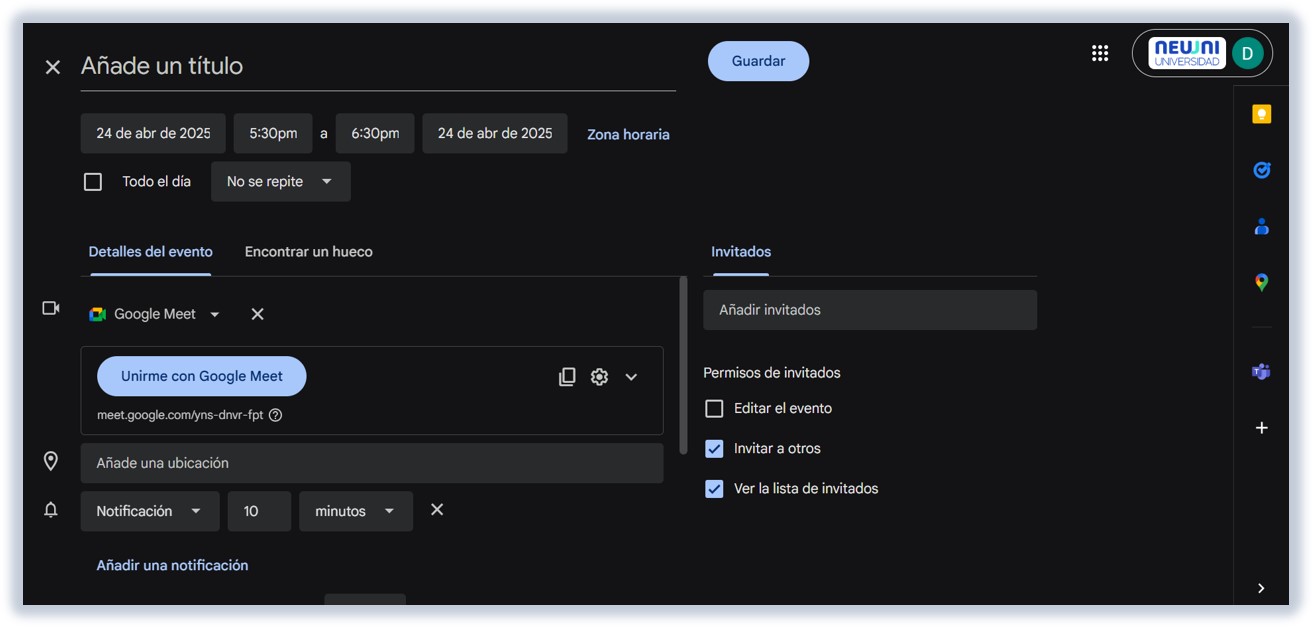 Añade un título
Guardar
NEUUNI
UNIVERSIDAD
D
24 de abr de 2025 5:30pm a 6:30pm 24 de abr de 2025 Zona horaria
Todo el día No se repite
Detalles del evento Encontrar un hueco
Google Meet
Unirme con Google Meet
meet.google.com/yns-dnvr-fpt
Añade una ubicación
Notificación 10 minutos
Añadir una notificación
Invitados
Añadir invitados
Permisos de invitados
Editar el evento
Invitar a otros
Ver la lista de invitados